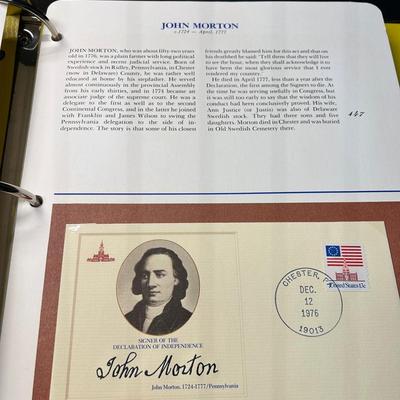 JOHN MORTON
c.1724 — April, 1777
JOHN MORTON, who was about fifty-two years
old in 1776, was a plain farmer with long polit-
ical experience and mental judicial service. Born of
Swedish stock in Ridley, Pennsylvania, in Chester
(now in Delaware) County, he was rather well
educated at home by his stepfather. He served
almost continuously in the provincial Assembly
from his early thirties, and in 1774 became an
associate judge of the supreme court. He was a
delegate to the first as well as to the second
Continental Congress, and in the latter he joined
with Franklin and James Wilson to swing the
Pennsylvania delegation to the side of in-
dependence. The story is that some of his closest
friends greatly blamed him for this act and that on
his deathbed he said: "Tell them that they will live
to see the hour, when they shall acknowledge it to
have been the most glorious service that I ever
rendered my country."
He died in April 1777, less than a year after the
Declaration, the first among the Signers to die. At
the time he was serving usefully in Congress, but
it was still too early to say that the wisdom of his
conduct had been conclusively proved. His wife,
Ann Justice (or Justis) was also of Delaware
Swedish stock. They had three sons and five
daughters. Morton died in Chester and was buried
in Old Swedish Cemetery there.
447
SIGNER OF THE
DECLARATION OF INDEPENDENCE
John Morton
John Morton, 1724-1777/Pennsylvania
United States 13c
CHESTER, PA
DEC.
12
1976
19013